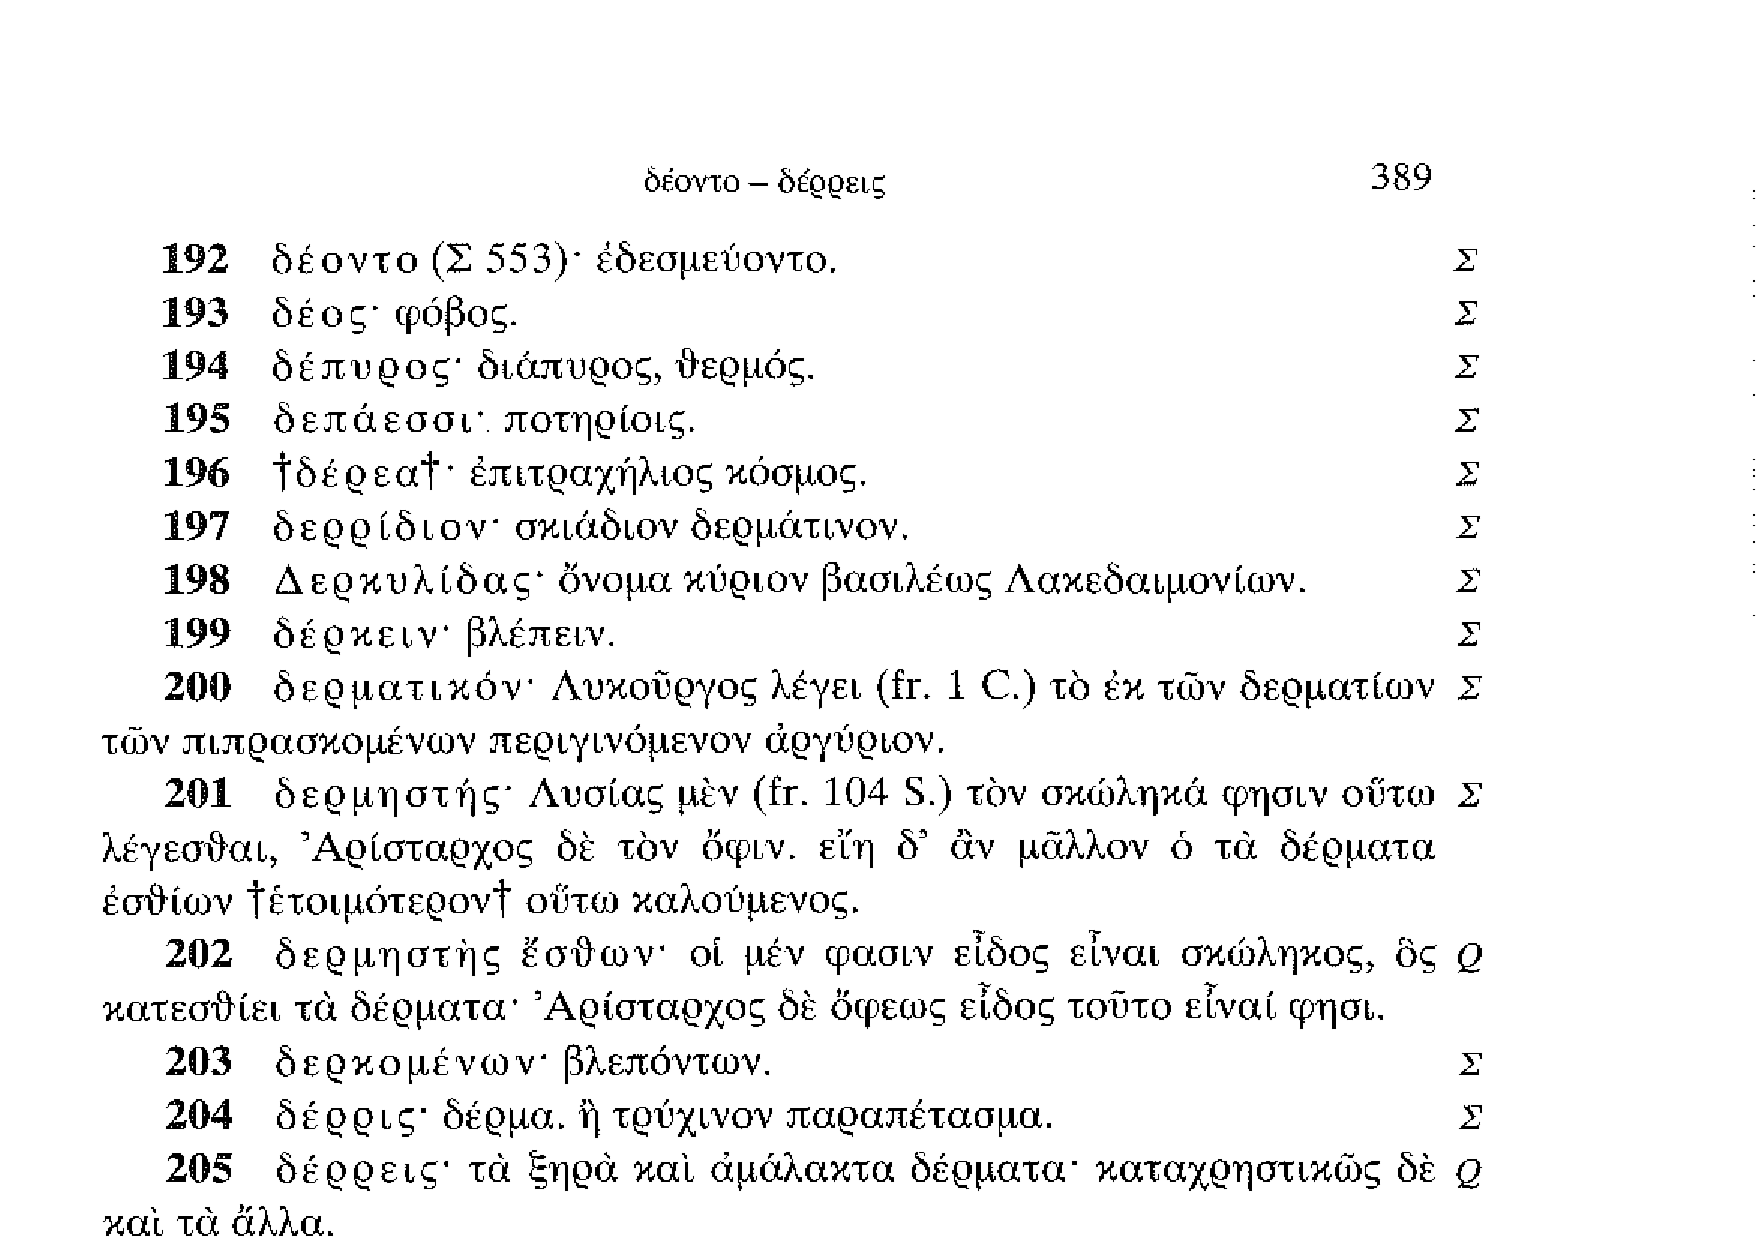 δέοντο – δέρρεις 389
192 δέοντο (Σ 553)· ἐδεσμεύοντο. Σ
193 δέος· φόβος. Σ
194 δέπυρος· διάπυρος, θερμός. Σ
195 δεπάεσσι· ποτηρίοις. Σ
196 †δέρεα†· ἐπιτραχήλιος κόσμος. Σ
197 δερρίδιον· σκιάδιον δερμάτινον. Σ
198 Δερκυλίδας· ὄνομα κύριον βασιλέως Λακεδαιμονίων. Σ
199 δέρκειν· βλέπειν. Σ
200 δερματικόν· Λυκοῦργος λέγει (fr. 1 C.) τὸ ἐκ τῶν δερματίων Σ
τῶν πιπρασκομένων περιγινόμενον ἀργύριον.
201 δερμηστής· Λυσίας μὲν (fr. 104 S.) τὸν σκώληκά φησιν οὕτω Σ
λέγεσθαι, Ἀρίσταρχος δὲ τὸν ὄφιν. εἴη δ’ ἂν μᾶλλον ὁ τὰ δέρματα
ἐσθίων †ἑτοιμότερον† οὕτω καλούμενος.
202 δερμηστὴς ἔσθων· οἱ μέν φασιν εἶδος εἶναι σκώληκος, ὃς Q
κατεσθίει τὰ δέρματα· Ἀρίσταρχος δὲ ὄφεως εἶδος τοῦτο εἶναί φησι.
203 δερκομένων· βλεπόντων. Σ
204 δέρρις· δέρμα. ἢ τρύχινον παραπέτασμα. Σ
205 δέρρεις· τὰ ξηρὰ καὶ ἀμάλακτα δέρματα· καταχρηστικῶς δὲ Q
καὶ τὰ ἄλλα.